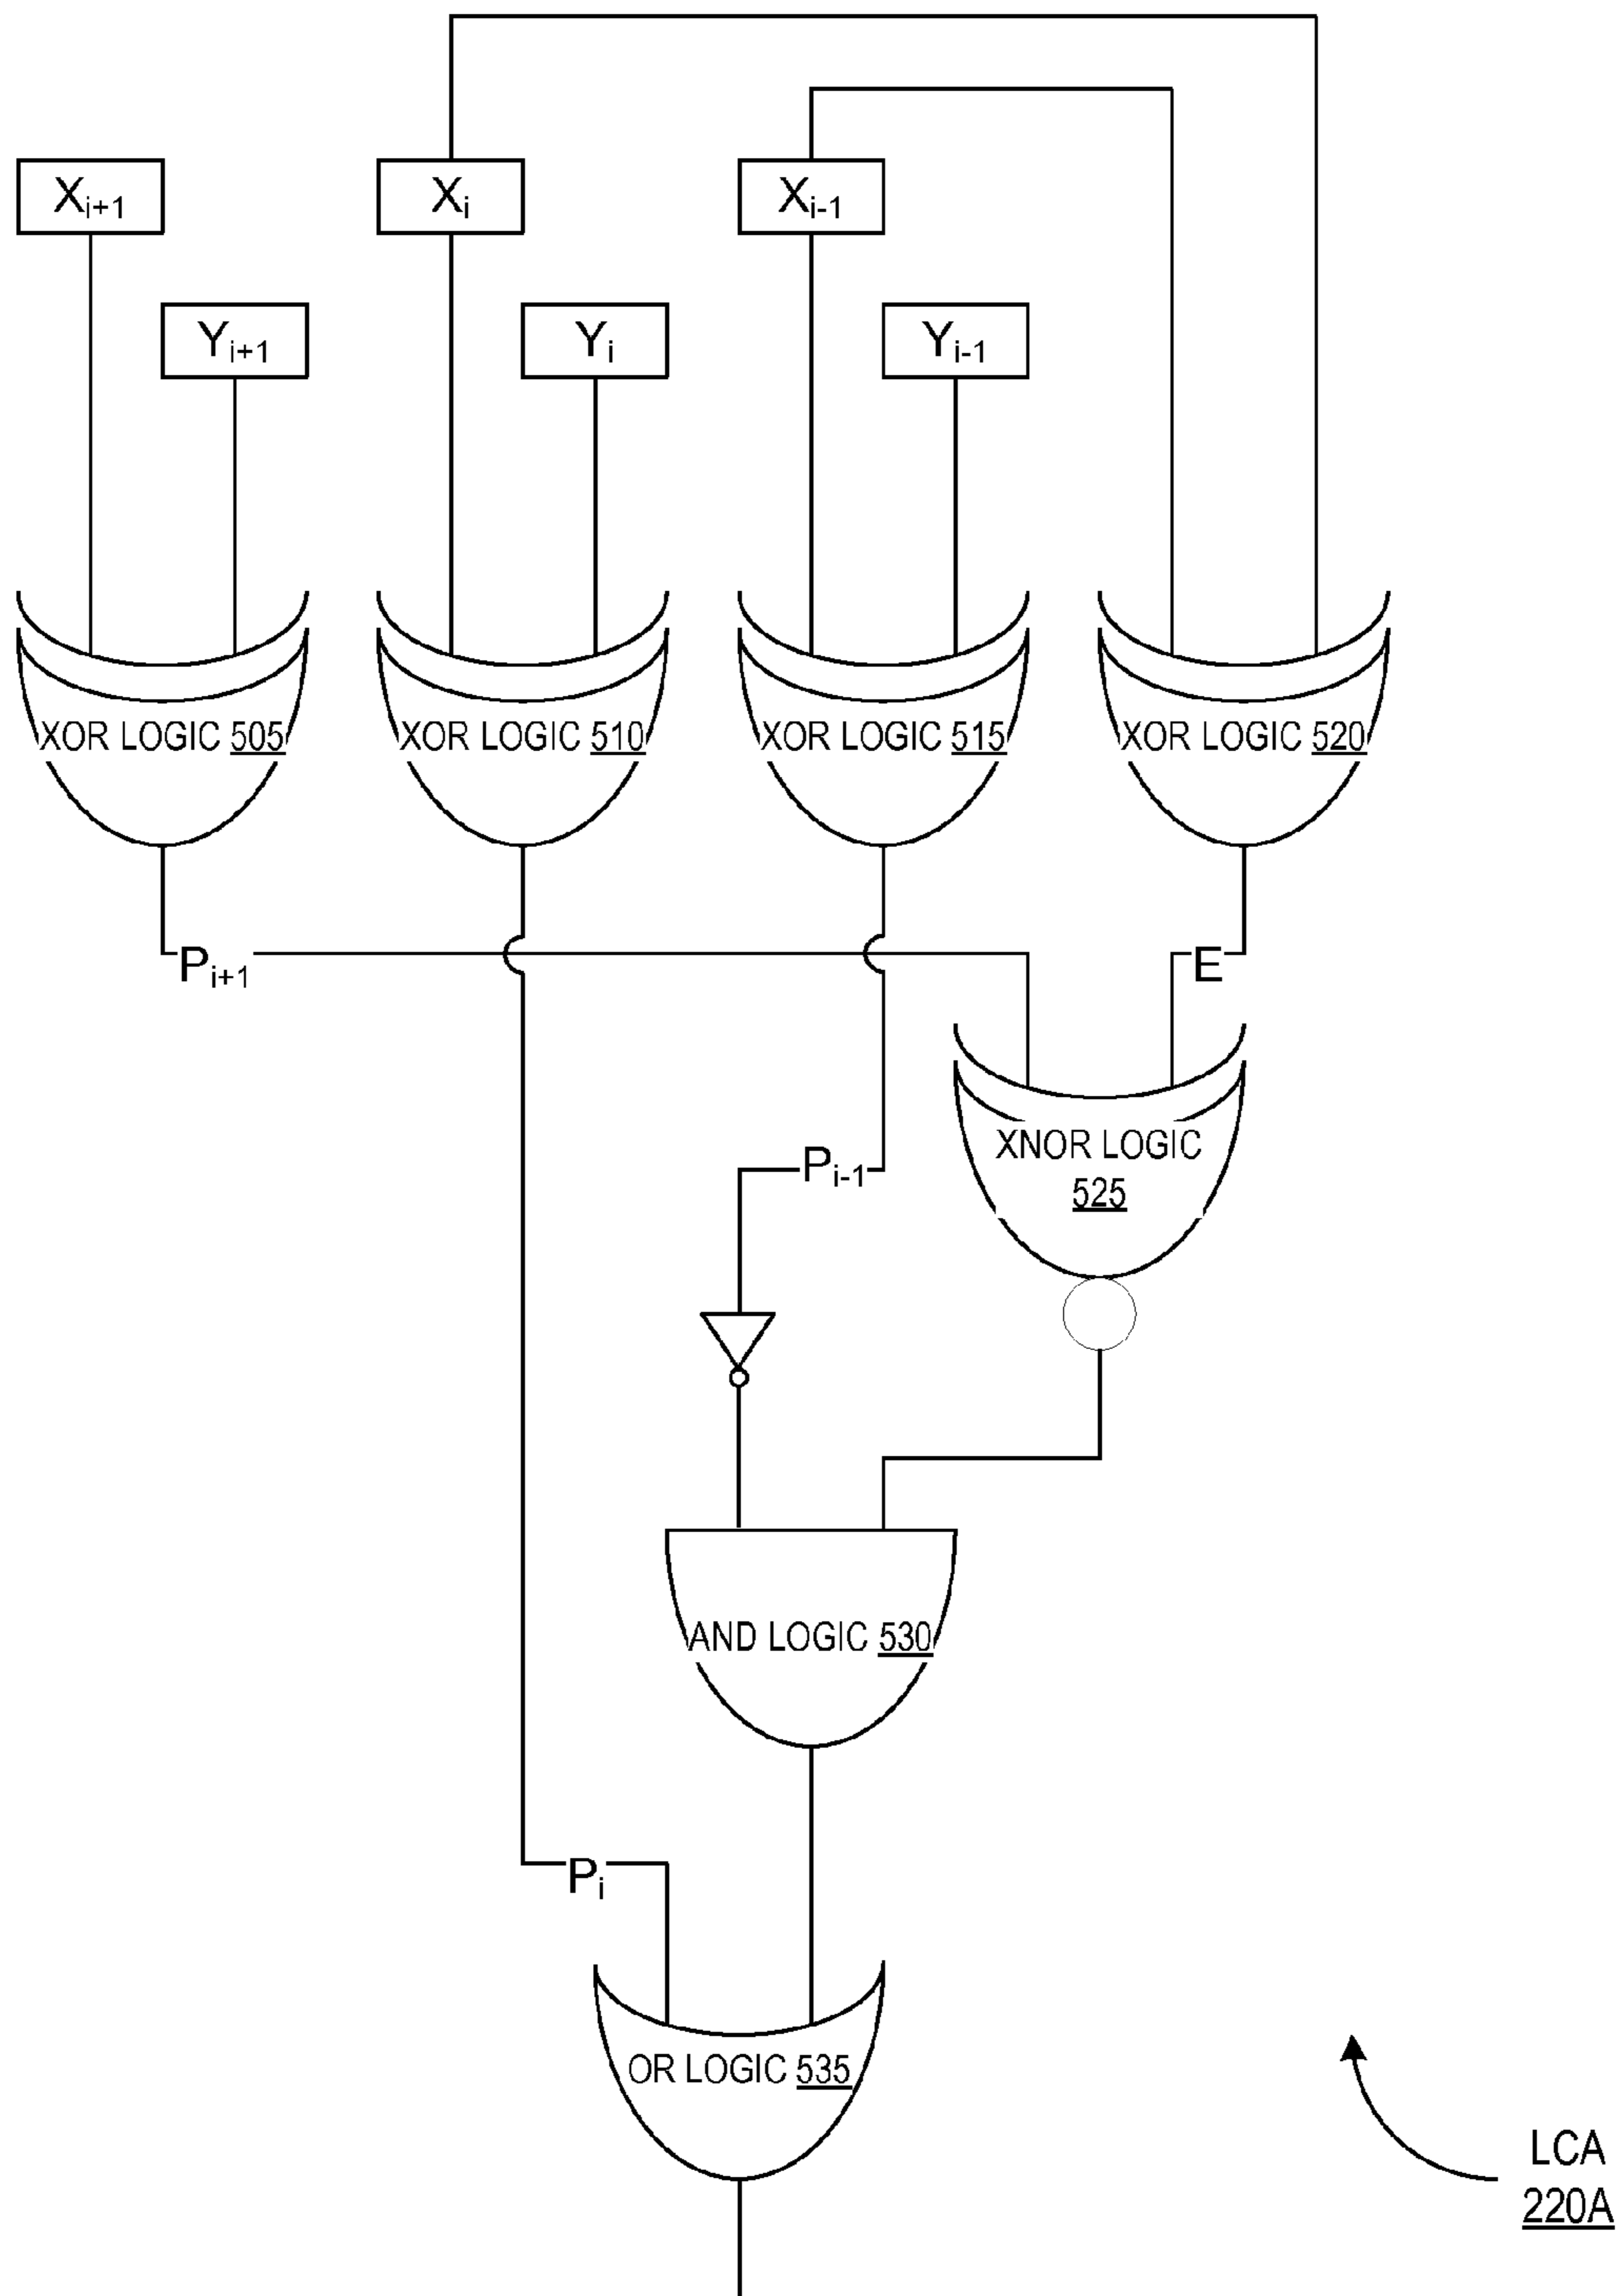 Xi+1
Xi
Xi-1
Yi+1
Yi
Yi-1
XOR LOGIC 505
XOR LOGIC 510
XOR LOGIC 515
XOR LOGIC 520
Pi+1
E
XNOR LOGIC
525
Pi-1
AND LOGIC 530
Pi
OR LOGIC 535
LCA
220A